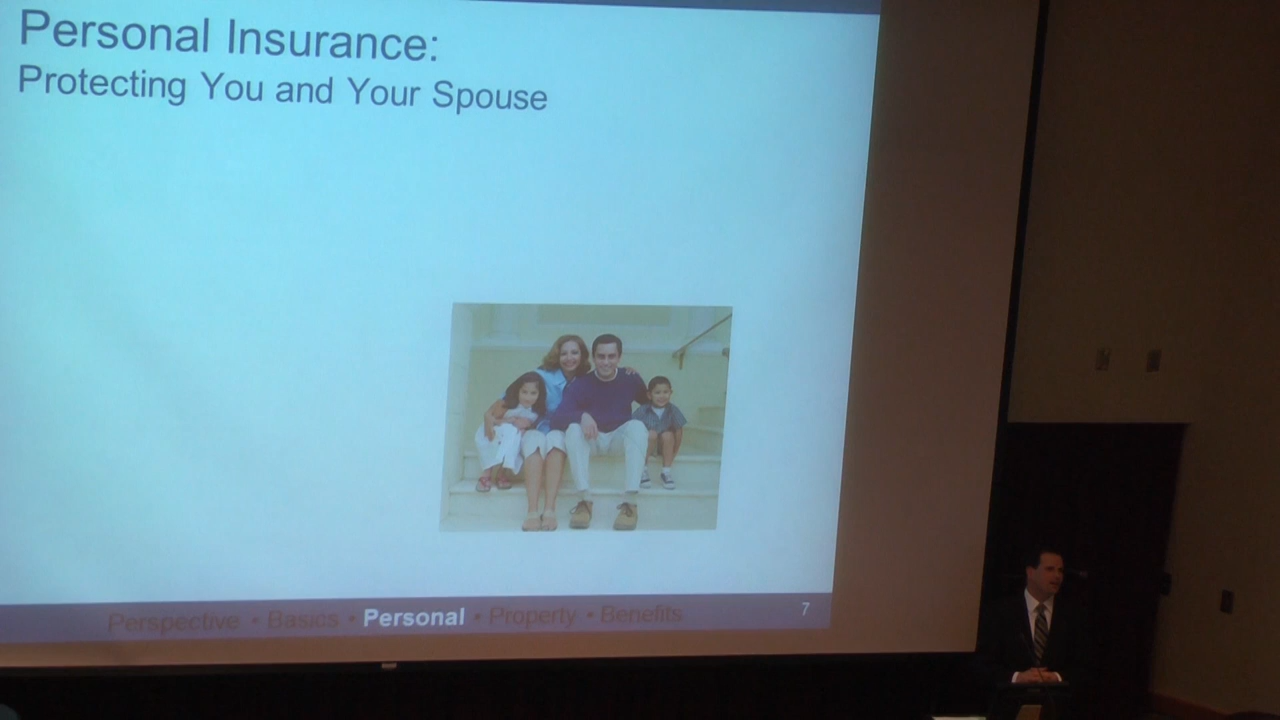 Personal Insurance:
Protecting You and Your Spouse
Perspective • Basics • Personal • Property • Benefits
7